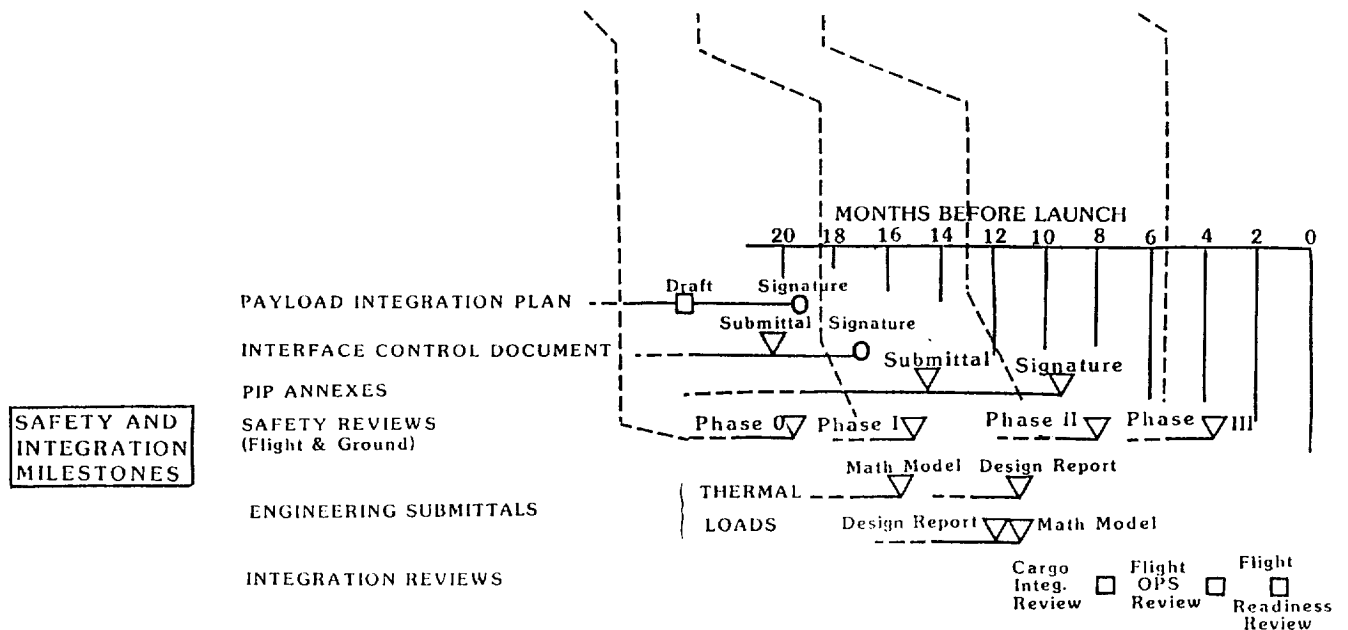 MONTHS BEFORE LAUNCH
20 18 16 14 12 10 8 6 4 2 0
Draft Signature
PAYLOAD INTEGRATION PLAN
Submittal Signature
INTERFACE CONTROL DOCUMENT
Submittal Signature
PIP ANNEXES
SAFETY AND
INTEGRATION
MILESTONES
SAFETY REVIEWS
(Flight & Ground)
Phase 0 Phase I Phase II Phase III
Math Model Design Report
THERMAL
ENGINEERING SUBMITTALS
LOADS Design Report Math Model
INTEGRATION REVIEWS
Cargo
Integ.
Review
Flight
OPS
Review
Flight
Readiness
Review